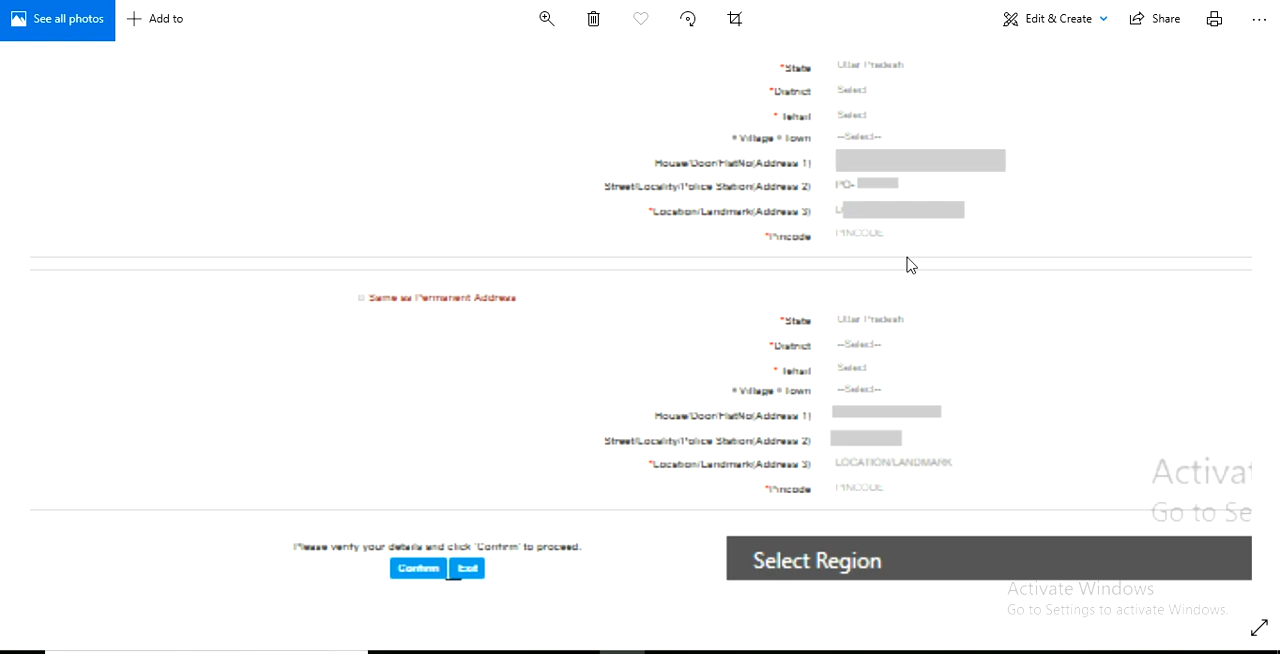 See all photos
Add to
Edit & Create
Share
*State Uttar Pradesh
*District Select
* Tehsil Select
Village Town --Select--
House/Door/FlatNo(Address 1)
Street/Locality/Police Station(Address 2) PO-
*Location/Landmark(Address 3)
*Pincode PINCODE
Same as Permanent Address
*State Uttar Pradesh
*District --Select--
* Tehsil Select
Village Town --Select--
House/Door/FlatNo(Address 1)
Street/Locality/Police Station(Address 2)
*Location/Landmark(Address 3) LOCATION/LANDMARK
*Pincode PINCODE
Activat
Go to Se
Please verify your details and click 'Confirm' to proceed.
Confirm Exit
Select Region
Activate Windows
Go to Settings to activate Windows.